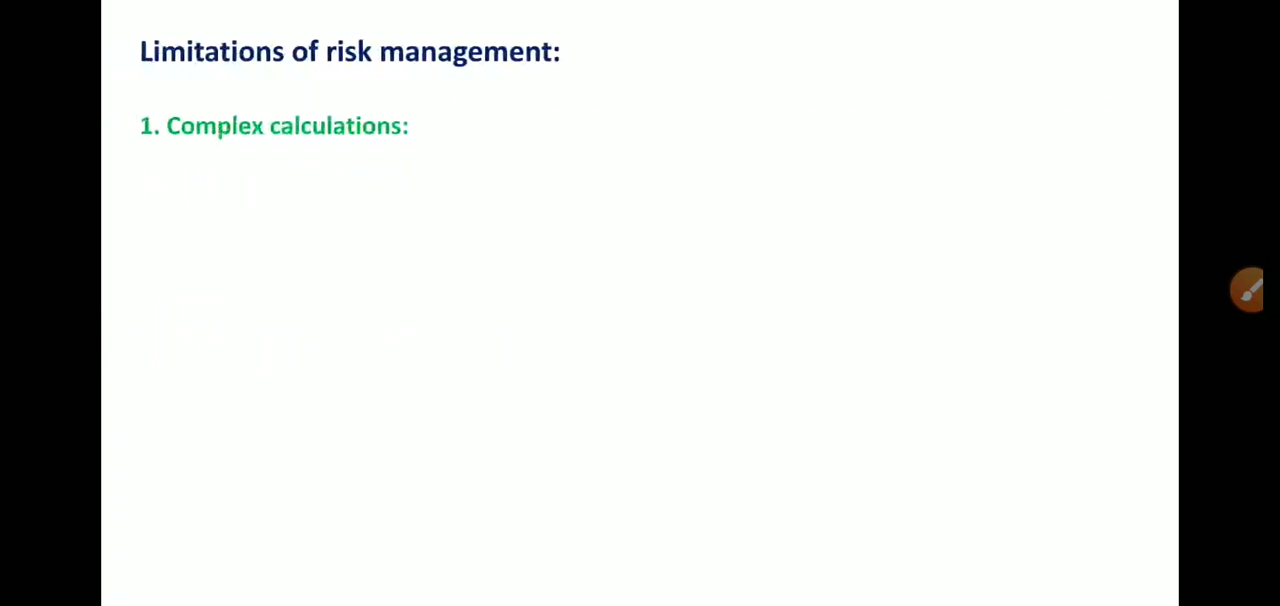 Limitations of risk management:
1. Complex calculations: